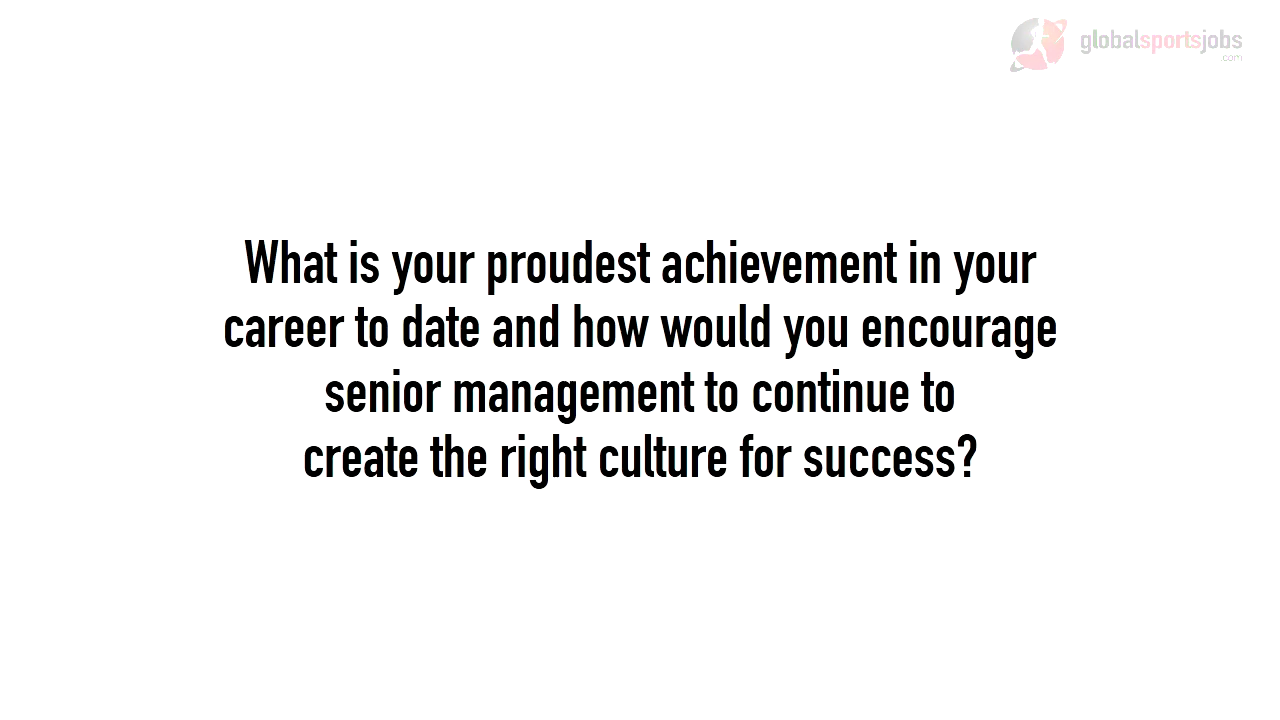 globalsportsjobs
.com
What is your proudest achievement in your
career to date and how would you encourage
senior management to continue to
create the right culture for success?